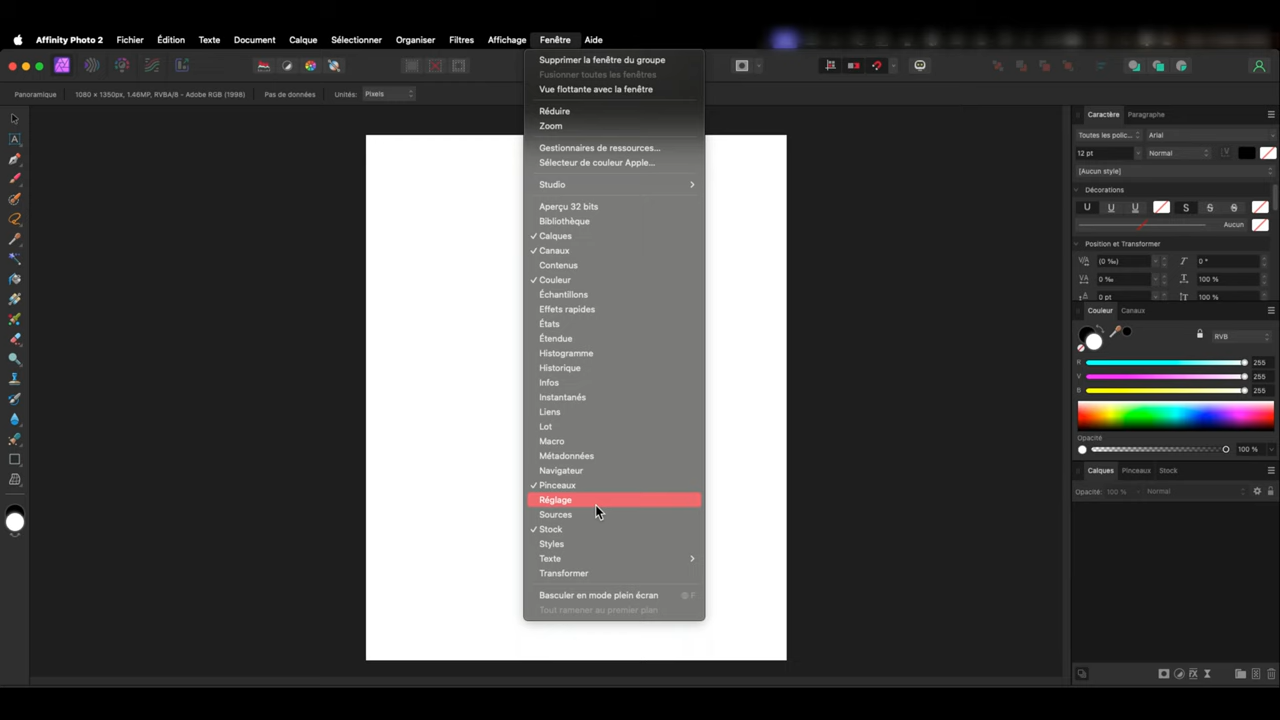 Affinity Photo 2 Fichier Édition Texte Document Calque Sélectionner Organiser Filtres Affichage Fenêtre Aide
Panoramique 1080 × 1350px, 1.46MP, RVBA/8 - Adobe RGB (1998) Pas de données Unités: Pixels
Supprimer la fenêtre du groupe
Fusionner toutes les fenêtres
Vue flottante avec la fenêtre
Réduire
Zoom
Gestionnaires de ressources...
Sélecteur de couleur Apple...
Studio
Aperçu 32 bits
Bibliothèque
✓ Calques
✓ Canaux
Contenus
✓ Couleur
Échantillons
Effets rapides
États
Étendue
Histogramme
Historique
Infos
Instantanés
Liens
Lot
Macro
Métadonnées
Navigateur
✓ Pinceaux
Réglage
Sources
✓ Stock
Styles
Texte
Transformer
Basculer en mode plein écran F
Tout ramener au premier plan
Caractère Paragraphe
Toutes les polic... Arial
12 pt Normal
[Aucun style]
Décorations
U U U S S S
Aucun
Position et Transformer
(0 ‰) 0 °
0 ‰ 100 %
0 pt 100 %
Couleur Canaux
RVB
R 255
V 255
B 255
Opacité
100 %
Calques Pinceaux Stock
Opacité: 100 % Normal